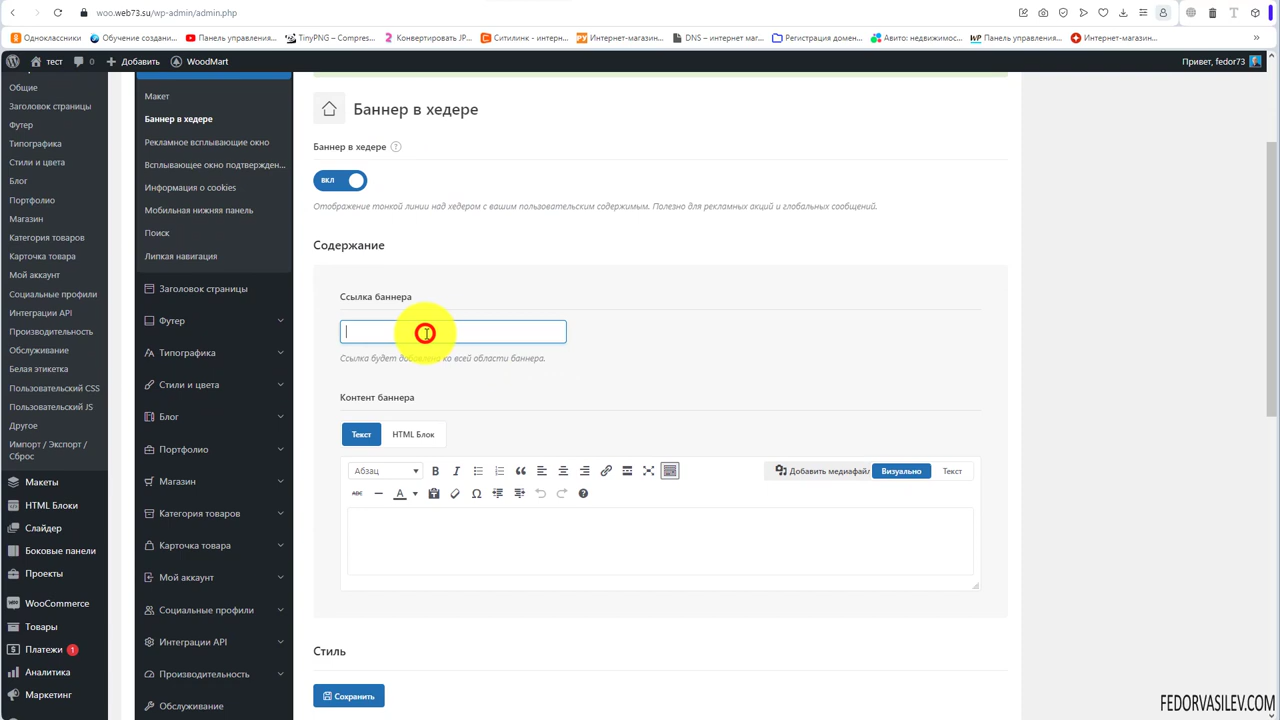 woo.web73.su/wp-admin/admin.php
Одноклассники
Обучение создани...
Панель управления...
TinyPNG – Compres...
Конвертировать JP...
Ситилинк - интерн...
Интернет-магазин...
DNS – интернет маг...
Регистрация домен...
Авито: недвижимос...
Панель управления...
Интернет-магазин...
тест
0
Добавить
WoodMart
Привет, fedor73
Общие
Заголовок страницы
Футер
Типографика
Стили и цвета
Блог
Портфолио
Магазин
Категория товаров
Карточка товара
Мой аккаунт
Социальные профили
Интеграции API
Производительность
Обслуживание
Белая этикетка
Пользовательский CSS
Пользовательский JS
Другое
Импорт / Экспорт /
Сброс
Макеты
HTML Блоки
Слайдер
Боковые панели
Проекты
WooCommerce
Товары
Платежи 1
Аналитика
Маркетинг
Макет
Баннер в хедере
Рекламное всплывающие окно
Всплывающее окно подтвержден...
Информация о cookies
Мобильная нижняя панель
Поиск
Липкая навигация
Заголовок страницы
Футер
Типографика
Стили и цвета
Блог
Портфолио
Магазин
Категория товаров
Карточка товара
Мой аккаунт
Социальные профили
Интеграции API
Производительность
Обслуживание
Баннер в хедере
Баннер в хедере
ВКЛ
Отображение тонкой линии над хедером с вашим пользовательским содержимым. Полезно для рекламных акций и глобальных сообщений.
Содержание
Ссылка баннера
Ссылка будет добавлена ко всей области баннера.
Контент баннера
Текст
HTML Блок
Абзац
Добавить медиафайл
Визуально
Текст
ABC
Стиль
Сохранить
FEDORVASILEV.COM